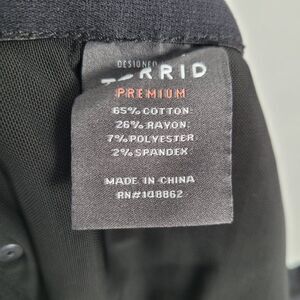 DESIGNED
TORRID
PREMIUM
65% COTTON
26% RAYON
7% POLYESTER
2% SPANDEX
MADE IN CHINA
RN#148862